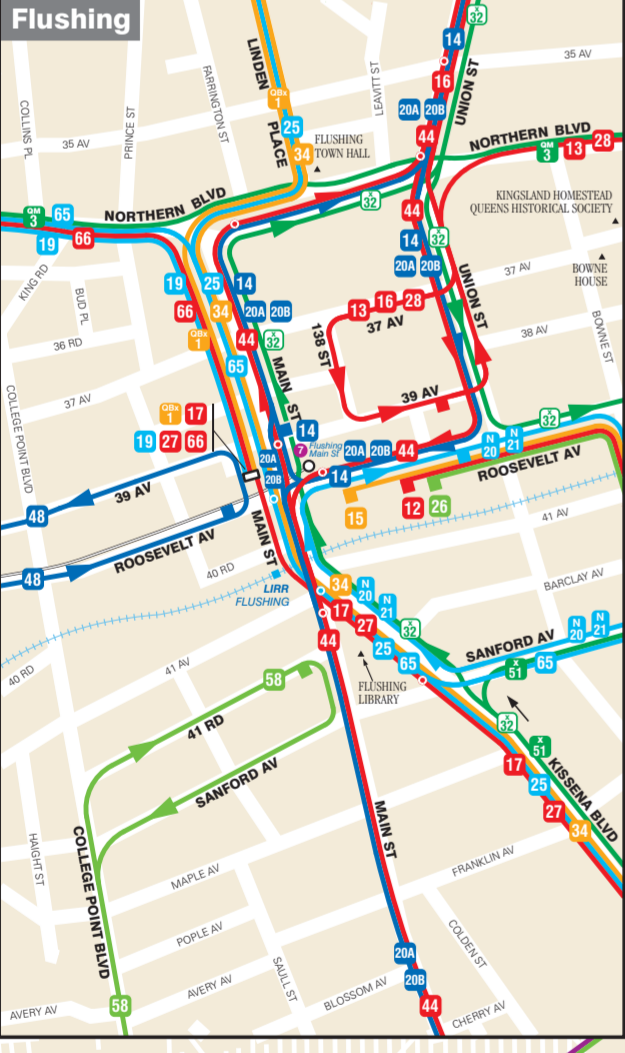 Flushing
X
32
14
16
20A 20B
44
UNION ST
35 AV
NORTHERN BLVD
QM
3
13
28
LINDEN
PLACE
QBx
1
25
34
FARRINGTON ST
LEAVITT ST
COLLINS PL
PRINCE ST
35 AV
FLUSHING
TOWN HALL
KINGSLAND HOMESTEAD
QUEENS HISTORICAL SOCIETY
BOWNE
HOUSE
NORTHERN BLVD
QM
3
65
19
66
X
32
44
14
X
32
20A 20B
37 AV
UNION ST
KING RD
BUD PL
19
25
14
66
34
20A 20B
QBx
1
44
X
32
65
13 16 28
37 AV
138 ST
38 AV
BOWNE ST
36 RD
MAIN ST
37 AV
COLLEGE POINT BLVD
39 AV
X
32
QBx
1
17
19 27 66
14
7
Flushing
Main St
20A
20B
20A 20B 44
14
N
20
N
21
ROOSEVELT AV
15
12
26
41 AV
39 AV
48
ROOSEVELT AV
48
MAIN ST
40 RD
LIRR
FLUSHING
BARCLAY AV
34
N
20
N
21
17
27
X
32
25
65
44
SANFORD AV
N
20
N
21
X
51
65
40 RD
41 AV
FLUSHING
LIBRARY
58
41 RD
SANFORD AV
X
32
X
51
KISSENA BLVD
17
25
27
34
MAIN ST
COLLEGE POINT BLVD
HAIGHT ST
MAPLE AV
FRANKLIN AV
POPLE AV
COLDEN ST
AVERY AV
SAULL ST
BLOSSOM AV
CHERRY AV
AVERY AV
58
20A
20B
44